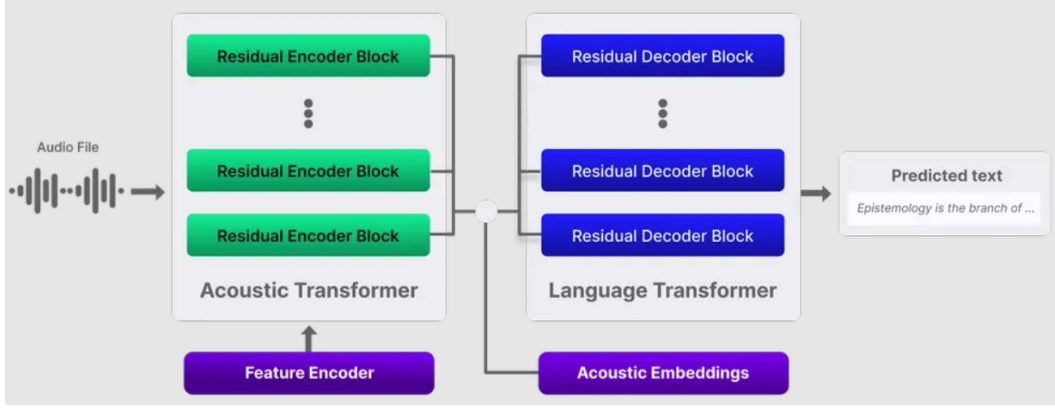 Audio File
Residual Encoder Block
Residual Encoder Block
Residual Encoder Block
Acoustic Transformer
Feature Encoder
Residual Decoder Block
Residual Decoder Block
Residual Decoder Block
Language Transformer
Acoustic Embeddings
Predicted text
Epistemology is the branch of ...